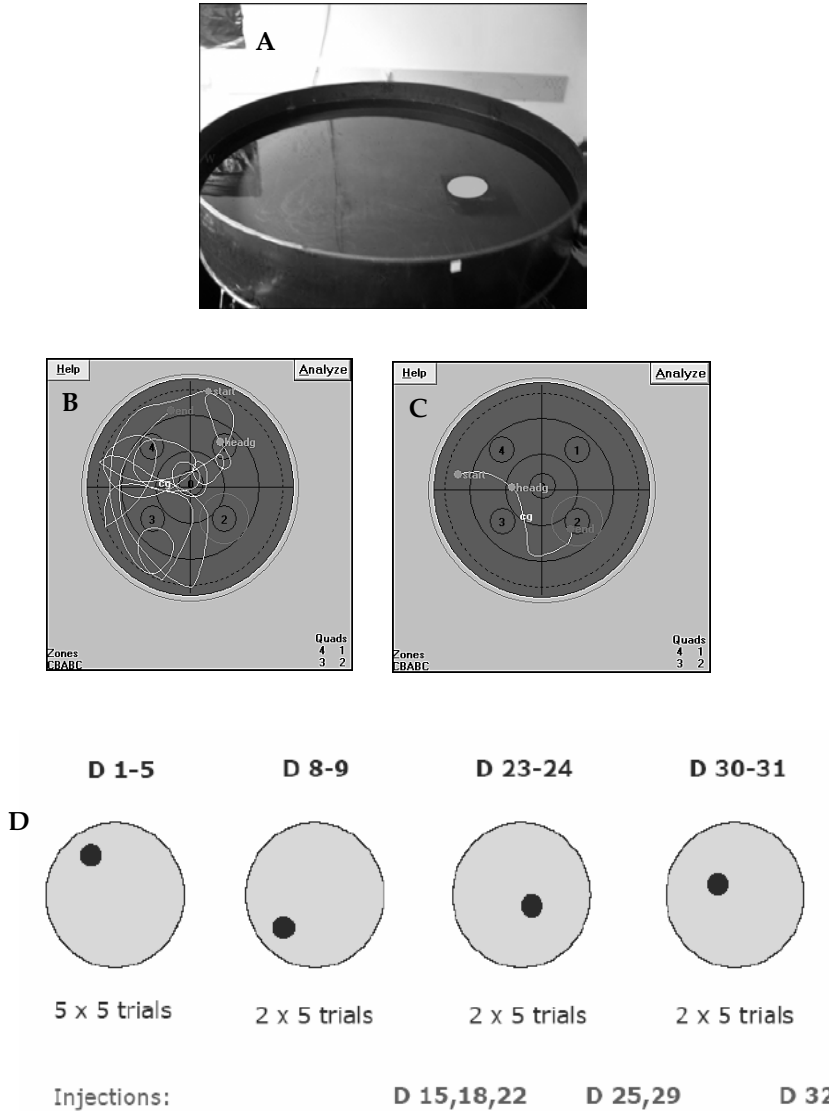 A
Help
Analyze
B
start
end
headg
4
cg
0
3
2
Quads
4 1
3 2
Zones
CBABC
Help
Analyze
C
4
1
start
headg
cg
3
2
end
Quads
4 1
3 2
Zones
CBABC
D 1-5 D 8-9 D 23-24 D 30-31
D
5 x 5 trials 2 x 5 trials 2 x 5 trials 2 x 5 trials
Injections: D 15,18,22 D 25,29 D 32